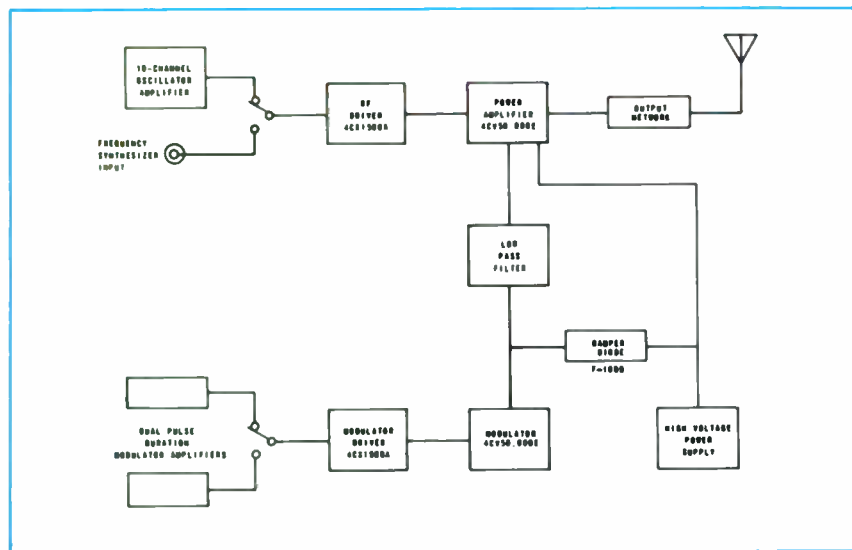 10-CHANNEL
OSCILLATOR
AMPLIFIER
FREQUENCY
SYNTHESIZER
INPUT
RF
DRIVER
4CX1500A
POWER
AMPLIFIER
4CV50,000E
OUTPUT
NETWORK
LOW
PASS
FILTER
DAMPER
DIODE
F-1000
DUAL PULSE
DURATION
MODULATOR AMPLIFIERS
MODULATOR
DRIVER
4CX1500A
MODULATOR
4CV50,000E
HIGH VOLTAGE
POWER
SUPPLY